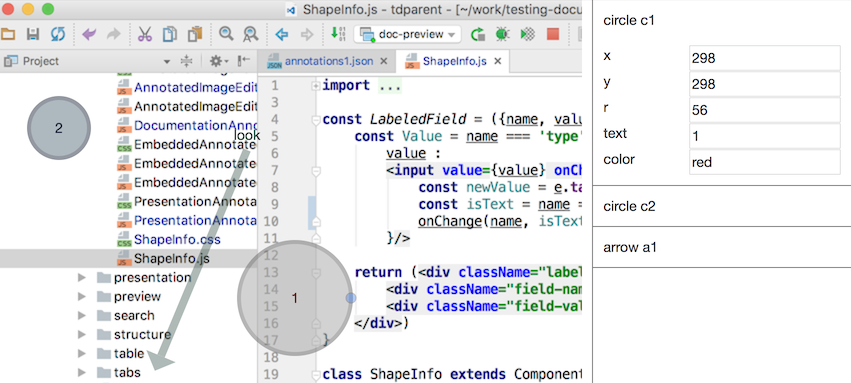 ShapeInfo.js - tdparent - [~/work/testing-docu
doc-preview
Project
annotations1.json
ShapeInfo.js
AnnotatedImageEdit
AnnotatedImageEdit
DocumentationAnno
EmbeddedAnnotate
EmbeddedAnnotate
EmbeddedAnnotate
PresentationAnnota
PresentationAnnota
ShapeInfo.css
ShapeInfo.js
presentation
preview
search
structure
table
tabs
2
look
1
1 import ...
3
4 const LabeledField = ({name, valu
5 const Value = name === 'type'
6 value :
7 <input value={value} onCh
8 const newValue = e.ta
9 const isText = name =
10 onChange(name, isText
11 }/>
12
13 return (<div className="label
14 <div className="field-nam
15 <div className="field-val
16 </div>)
17 }
18
19 class ShapeInfo extends Component
circle c1
x 298
y 298
r 56
text 1
color red
circle c2
arrow a1